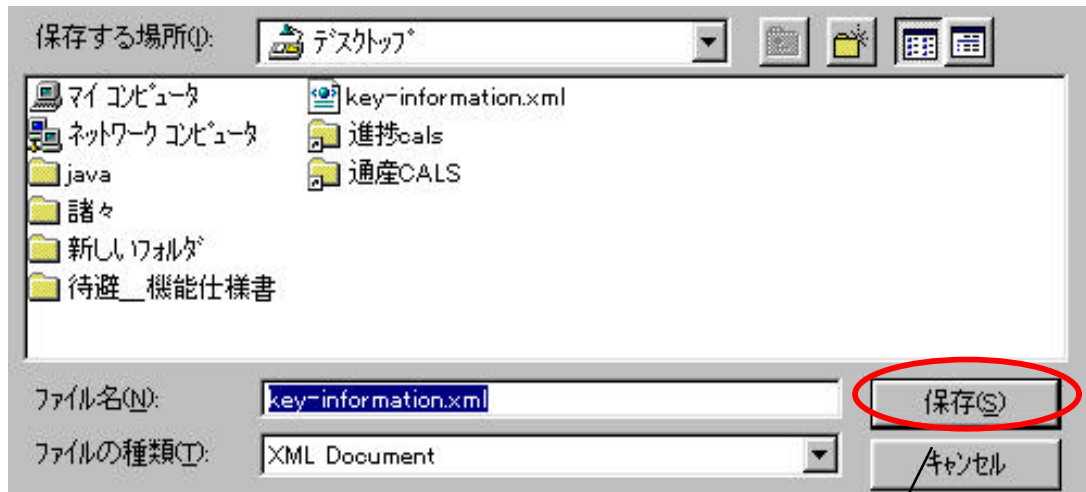 保存する場所(I):
デスクトップ
マイ コンピュータ
ネットワーク コンピュータ
java
諸々
新しいフォルダ
待避__機能仕様書
key-information.xml
進捗cals
通産CALS
ファイル名(N):
key-information.xml
保存(S)
ファイルの種類(T):
XML Document
キャンセル